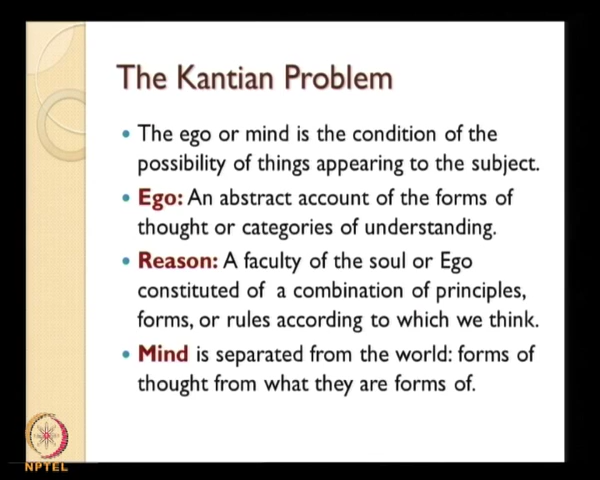 The Kantian Problem
• The ego or mind is the condition of the
possibility of things appearing to the subject.
• Ego: An abstract account of the forms of
thought or categories of understanding.
• Reason: A faculty of the soul or Ego
constituted of a combination of principles,
forms, or rules according to which we think.
• Mind is separated from the world: forms of
thought from what they are forms of.
NPTEL